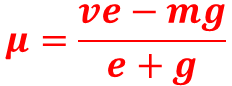 μ = (ve − mg) / (e + g)